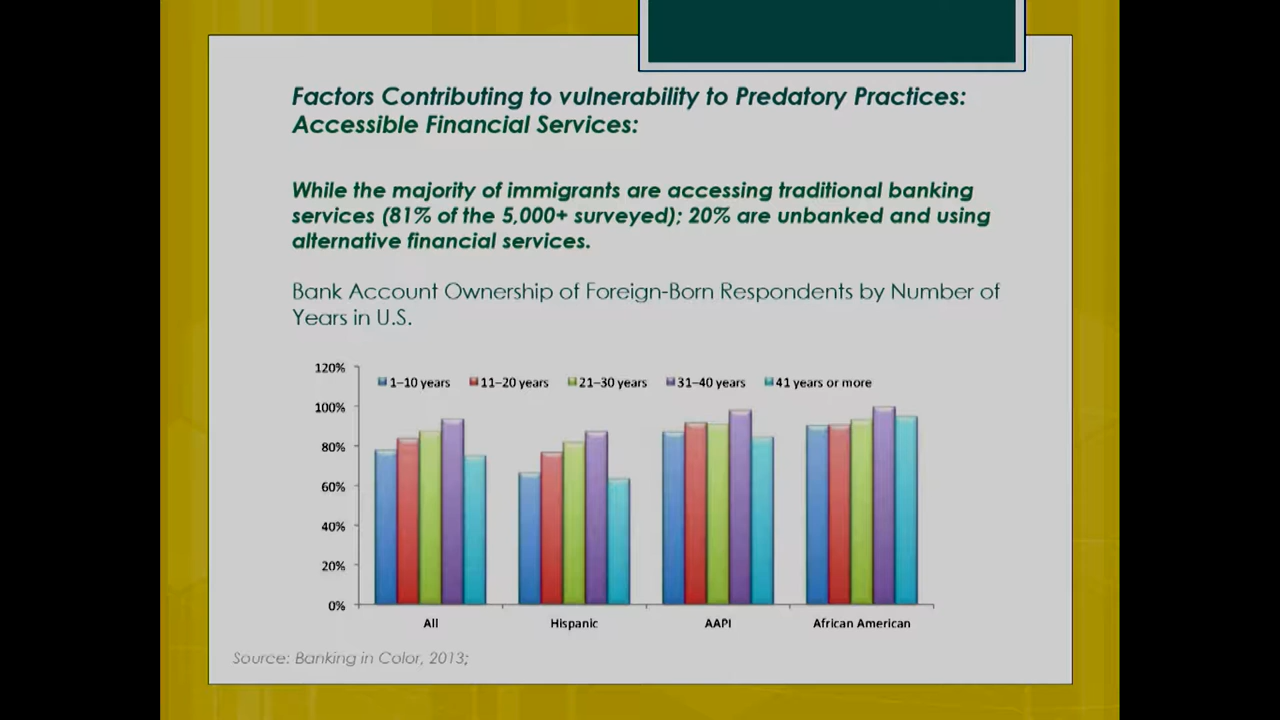 Factors Contributing to vulnerability to Predatory Practices:
Accessible Financial Services:
While the majority of immigrants are accessing traditional banking
services (81% of the 5,000+ surveyed); 20% are unbanked and using
alternative financial services.
Bank Account Ownership of Foreign-Born Respondents by Number of
Years in U.S.
120%
1–10 years 11–20 years 21–30 years 31–40 years 41 years or more
100%
80%
60%
40%
20%
0%
All Hispanic AAPI African American
Source: Banking in Color, 2013;